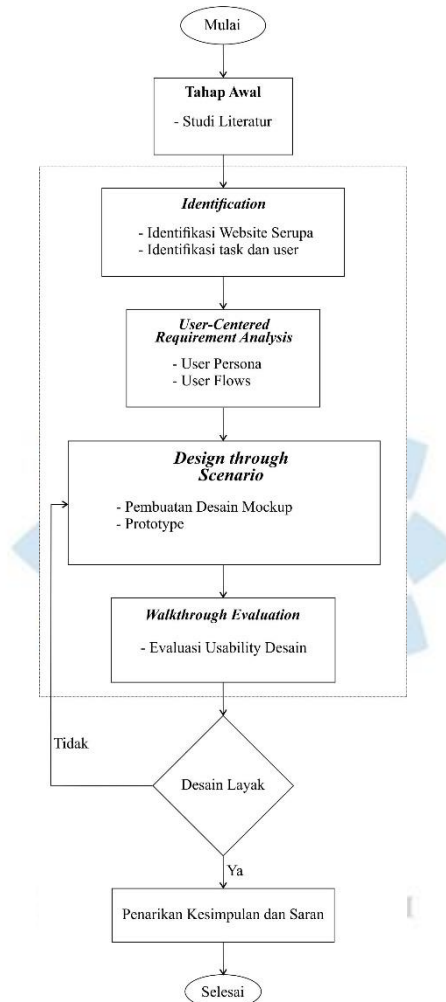 Mulai
Tahap Awal
- Studi Literatur
Identification
- Identifikasi Website Serupa
- Identifikasi task dan user
User-Centered
Requirement Analysis
- User Persona
- User Flows
Design through
Scenario
- Pembuatan Desain Mockup
- Prototype
Walkthrough Evaluation
- Evaluasi Usability Desain
Tidak
Desain Layak
Ya
Penarikan Kesimpulan dan Saran
Selesai